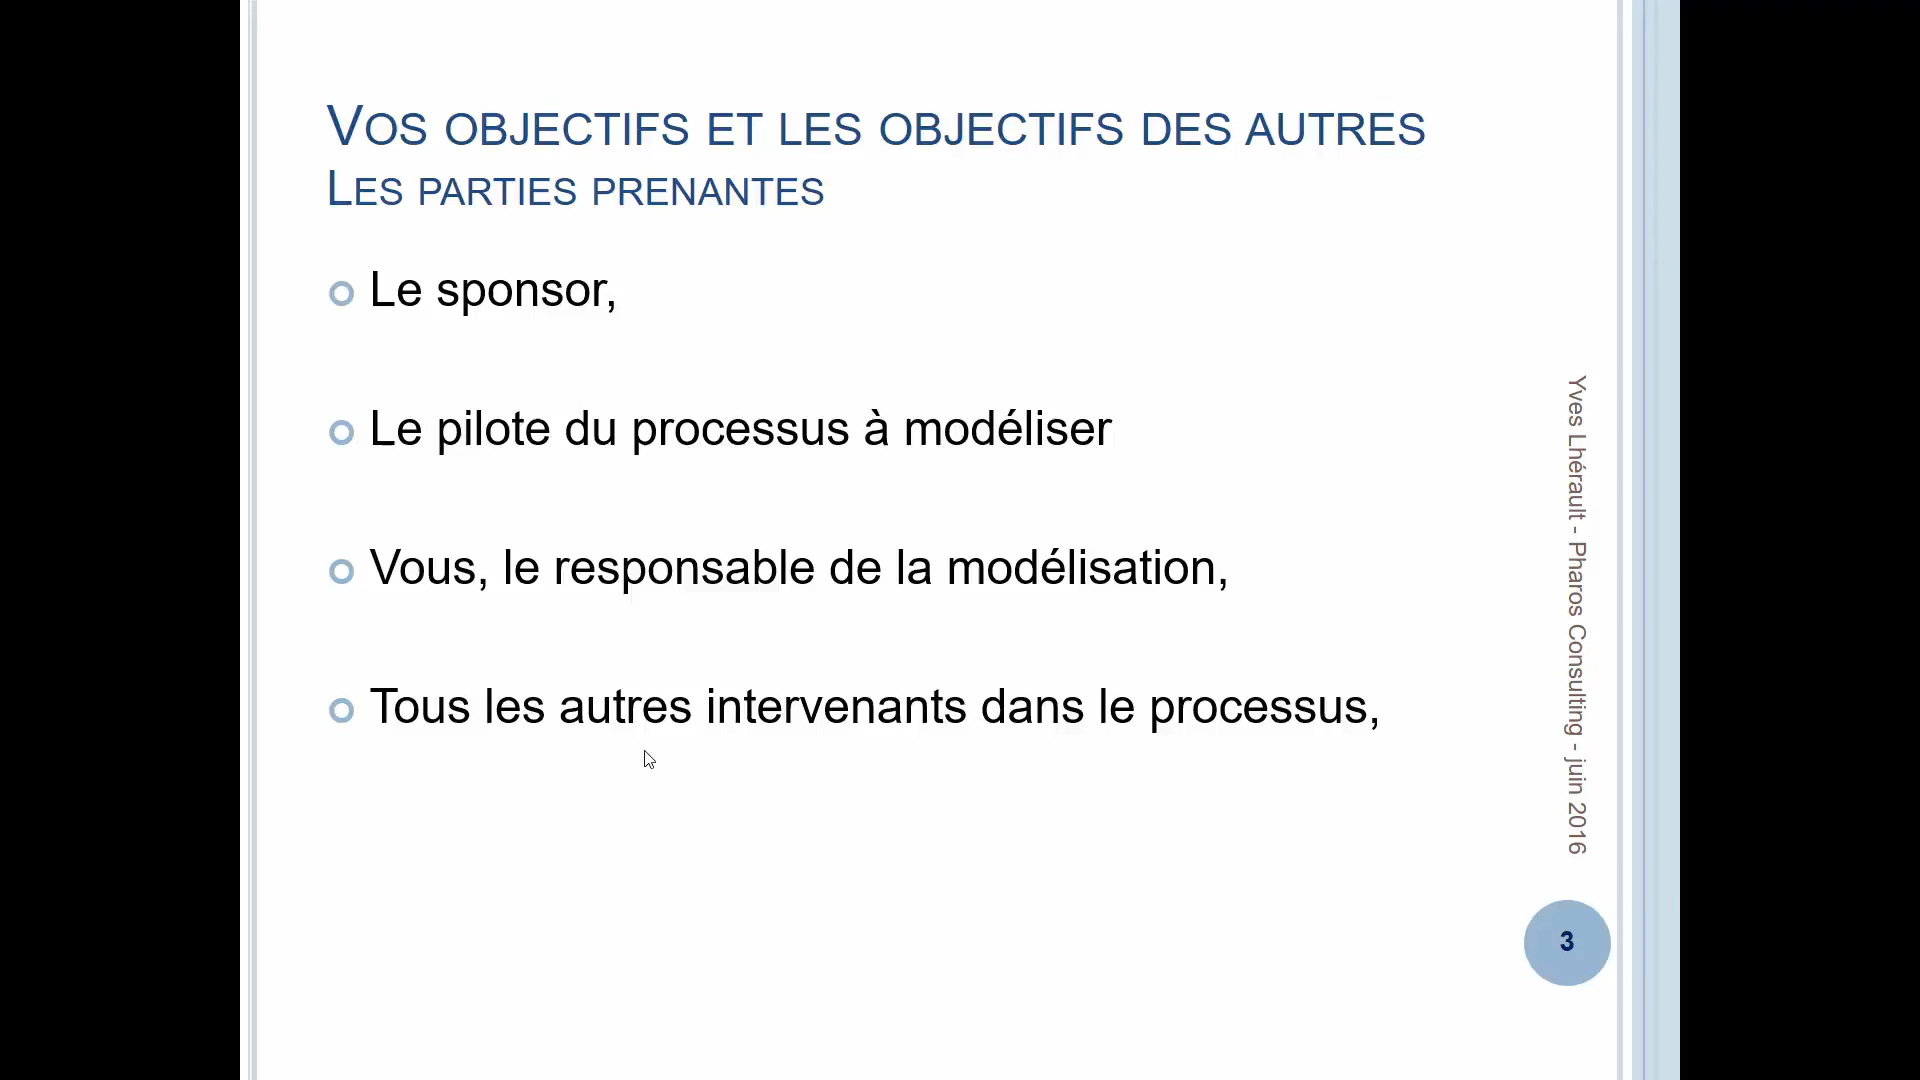 VOS OBJECTIFS ET LES OBJECTIFS DES AUTRES
LES PARTIES PRENANTES
Le sponsor,
Le pilote du processus à modéliser
Vous, le responsable de la modélisation,
Tous les autres intervenants dans le processus,
Yves Lhérault - Pharos Consulting - juin 2016
3